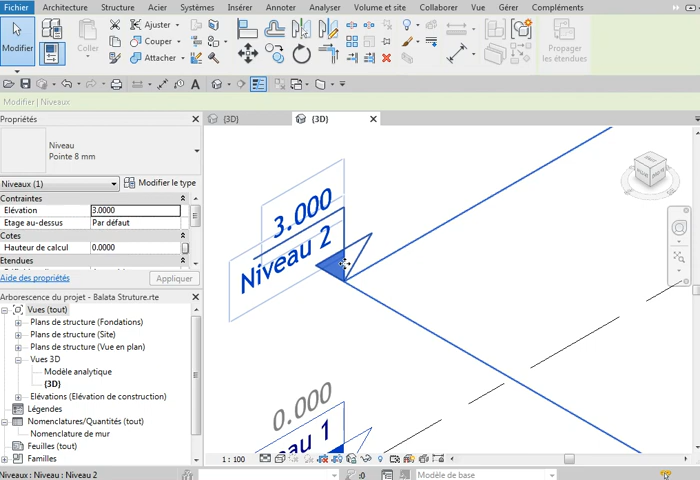 Fichier Architecture Structure Acier Systèmes Insérer Annoter Analyser Volume et site Collaborer Vue Gérer Compléments
Modifier
Coller
Ajuster
Couper
Attacher
Propager
les étendues
Modifier | Niveaux
Propriétés
{3D}
{3D}
Niveau
Pointe 8 mm
Niveaux (1)
Modifier le type
Contraintes
Elévation 3.0000
Etage au-dessus Par défaut
Cotes
Hauteur de calcul 0.0000
Etendues
Aide des propriétés
Appliquer
Arborescence du projet - Balata Struture.rte
Vues (tout)
Plans de structure (Fondations)
Plans de structure (Site)
Plans de structure (Vue en plan)
Vues 3D
Modèle analytique
{3D}
Elévations (Elévation de construction)
Légendes
Nomenclatures/Quantités (tout)
Nomenclature de mur
Feuilles (tout)
Familles
3.000
Niveau 2
0.000
eau 1
1 : 100
Niveaux : Niveau : Niveau 2
:0
Modèle de base